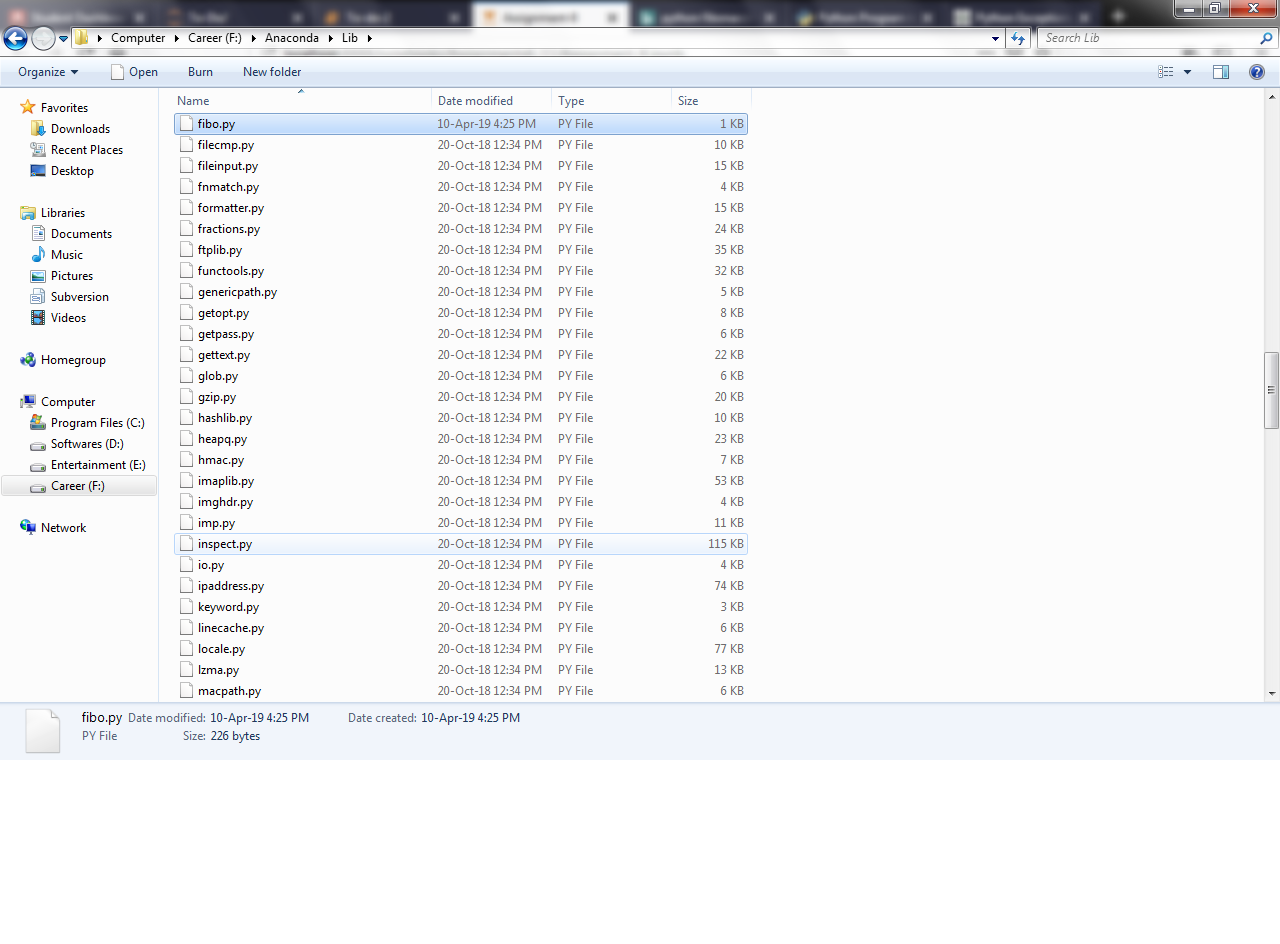 Computer Career (F:) Anaconda Lib
Search Lib
Organize Open Burn New folder
Favorites
Downloads
Recent Places
Desktop
Libraries
Documents
Music
Pictures
Subversion
Videos
Homegroup
Computer
Program Files (C:)
Softwares (D:)
Entertainment (E:)
Career (F:)
Network
Name Date modified Type Size
fibo.py 10-Apr-19 4:25 PM PY File 1 KB
filecmp.py 20-Oct-18 12:34 PM PY File 10 KB
fileinput.py 20-Oct-18 12:34 PM PY File 15 KB
fnmatch.py 20-Oct-18 12:34 PM PY File 4 KB
formatter.py 20-Oct-18 12:34 PM PY File 15 KB
fractions.py 20-Oct-18 12:34 PM PY File 24 KB
ftplib.py 20-Oct-18 12:34 PM PY File 35 KB
functools.py 20-Oct-18 12:34 PM PY File 32 KB
genericpath.py 20-Oct-18 12:34 PM PY File 5 KB
getopt.py 20-Oct-18 12:34 PM PY File 8 KB
getpass.py 20-Oct-18 12:34 PM PY File 6 KB
gettext.py 20-Oct-18 12:34 PM PY File 22 KB
glob.py 20-Oct-18 12:34 PM PY File 6 KB
gzip.py 20-Oct-18 12:34 PM PY File 20 KB
hashlib.py 20-Oct-18 12:34 PM PY File 10 KB
heapq.py 20-Oct-18 12:34 PM PY File 23 KB
hmac.py 20-Oct-18 12:34 PM PY File 7 KB
imaplib.py 20-Oct-18 12:34 PM PY File 53 KB
imghdr.py 20-Oct-18 12:34 PM PY File 4 KB
imp.py 20-Oct-18 12:34 PM PY File 11 KB
inspect.py 20-Oct-18 12:34 PM PY File 115 KB
io.py 20-Oct-18 12:34 PM PY File 4 KB
ipaddress.py 20-Oct-18 12:34 PM PY File 74 KB
keyword.py 20-Oct-18 12:34 PM PY File 3 KB
linecache.py 20-Oct-18 12:34 PM PY File 6 KB
locale.py 20-Oct-18 12:34 PM PY File 77 KB
lzma.py 20-Oct-18 12:34 PM PY File 13 KB
macpath.py 20-Oct-18 12:34 PM PY File 6 KB
fibo.py Date modified: 10-Apr-19 4:25 PM Date created: 10-Apr-19 4:25 PM
PY File Size: 226 bytes